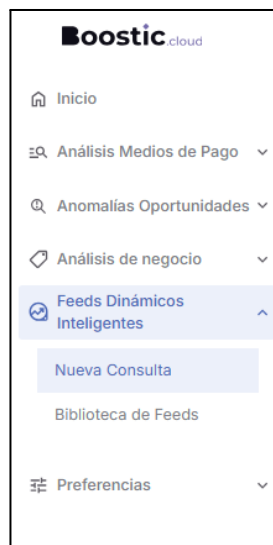 Boostic.cloud
Inicio
Análisis Medios de Pago
Anomalías Oportunidades
Análisis de negocio
Feeds Dinámicos
Inteligentes
Nueva Consulta
Biblioteca de Feeds
Preferencias